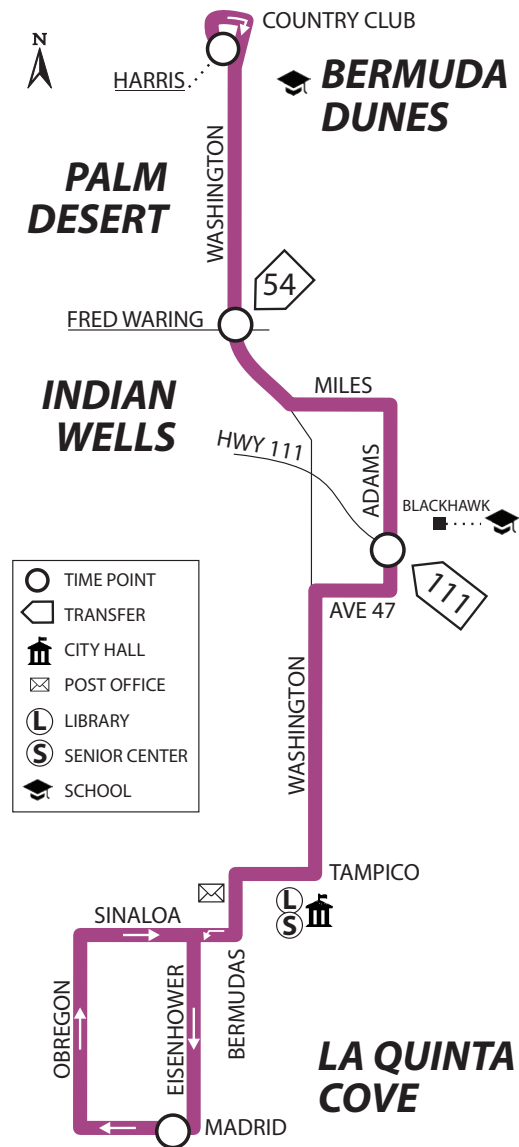 N
COUNTRY CLUB
HARRIS
BERMUDA
DUNES
WASHINGTON
PALM
DESERT
54
FRED WARING
INDIAN
WELLS
MILES
HWY 111
ADAMS
BLACKHAWK
111
AVE 47
TIME POINT
TRANSFER
CITY HALL
POST OFFICE
L LIBRARY
S SENIOR CENTER
SCHOOL
WASHINGTON
TAMPICO
L
S
SINALOA
BERMUDAS
EISENHOWER
OBREGON
LA QUINTA
COVE
MADRID